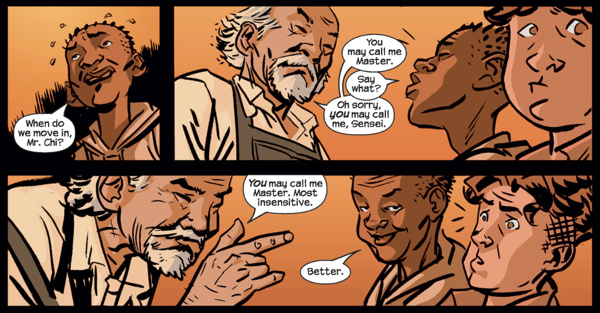 When do
we move in,
Mr. Chi?
You
may call me
Master.
Say
what?
Oh sorry,
you may call
me, Sensei.
You may call me
Master. Most
insensitive.
Better.